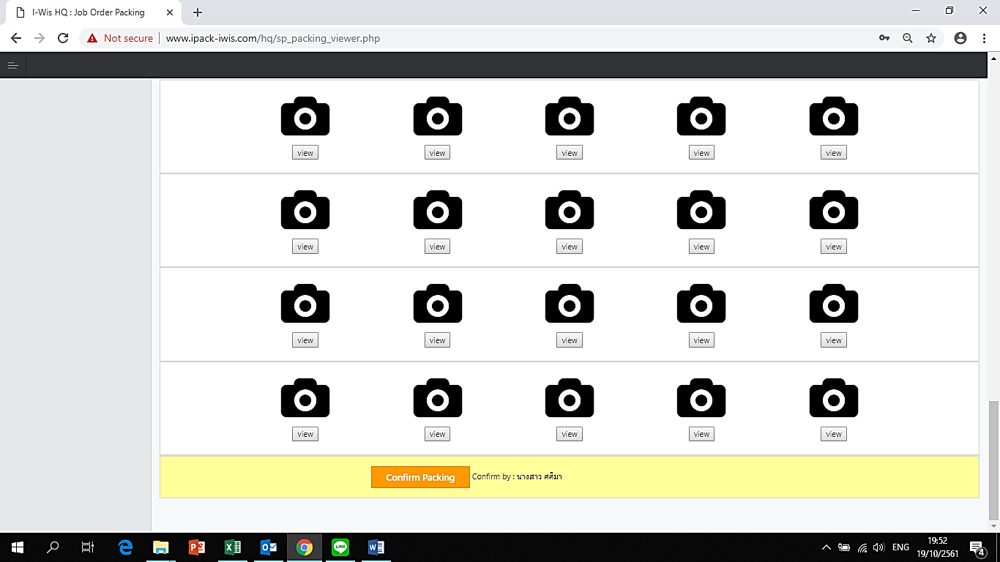 I-Wis HQ : Job Order Packing
Not secure www.ipack-iwis.com/hq/sp_packing_viewer.php
view view view view view
view view view view view
view view view view view
view view view view view
Confirm Packing Confirm by : นางสาว ศศิมา
ENG 19:52
19/10/2561 4